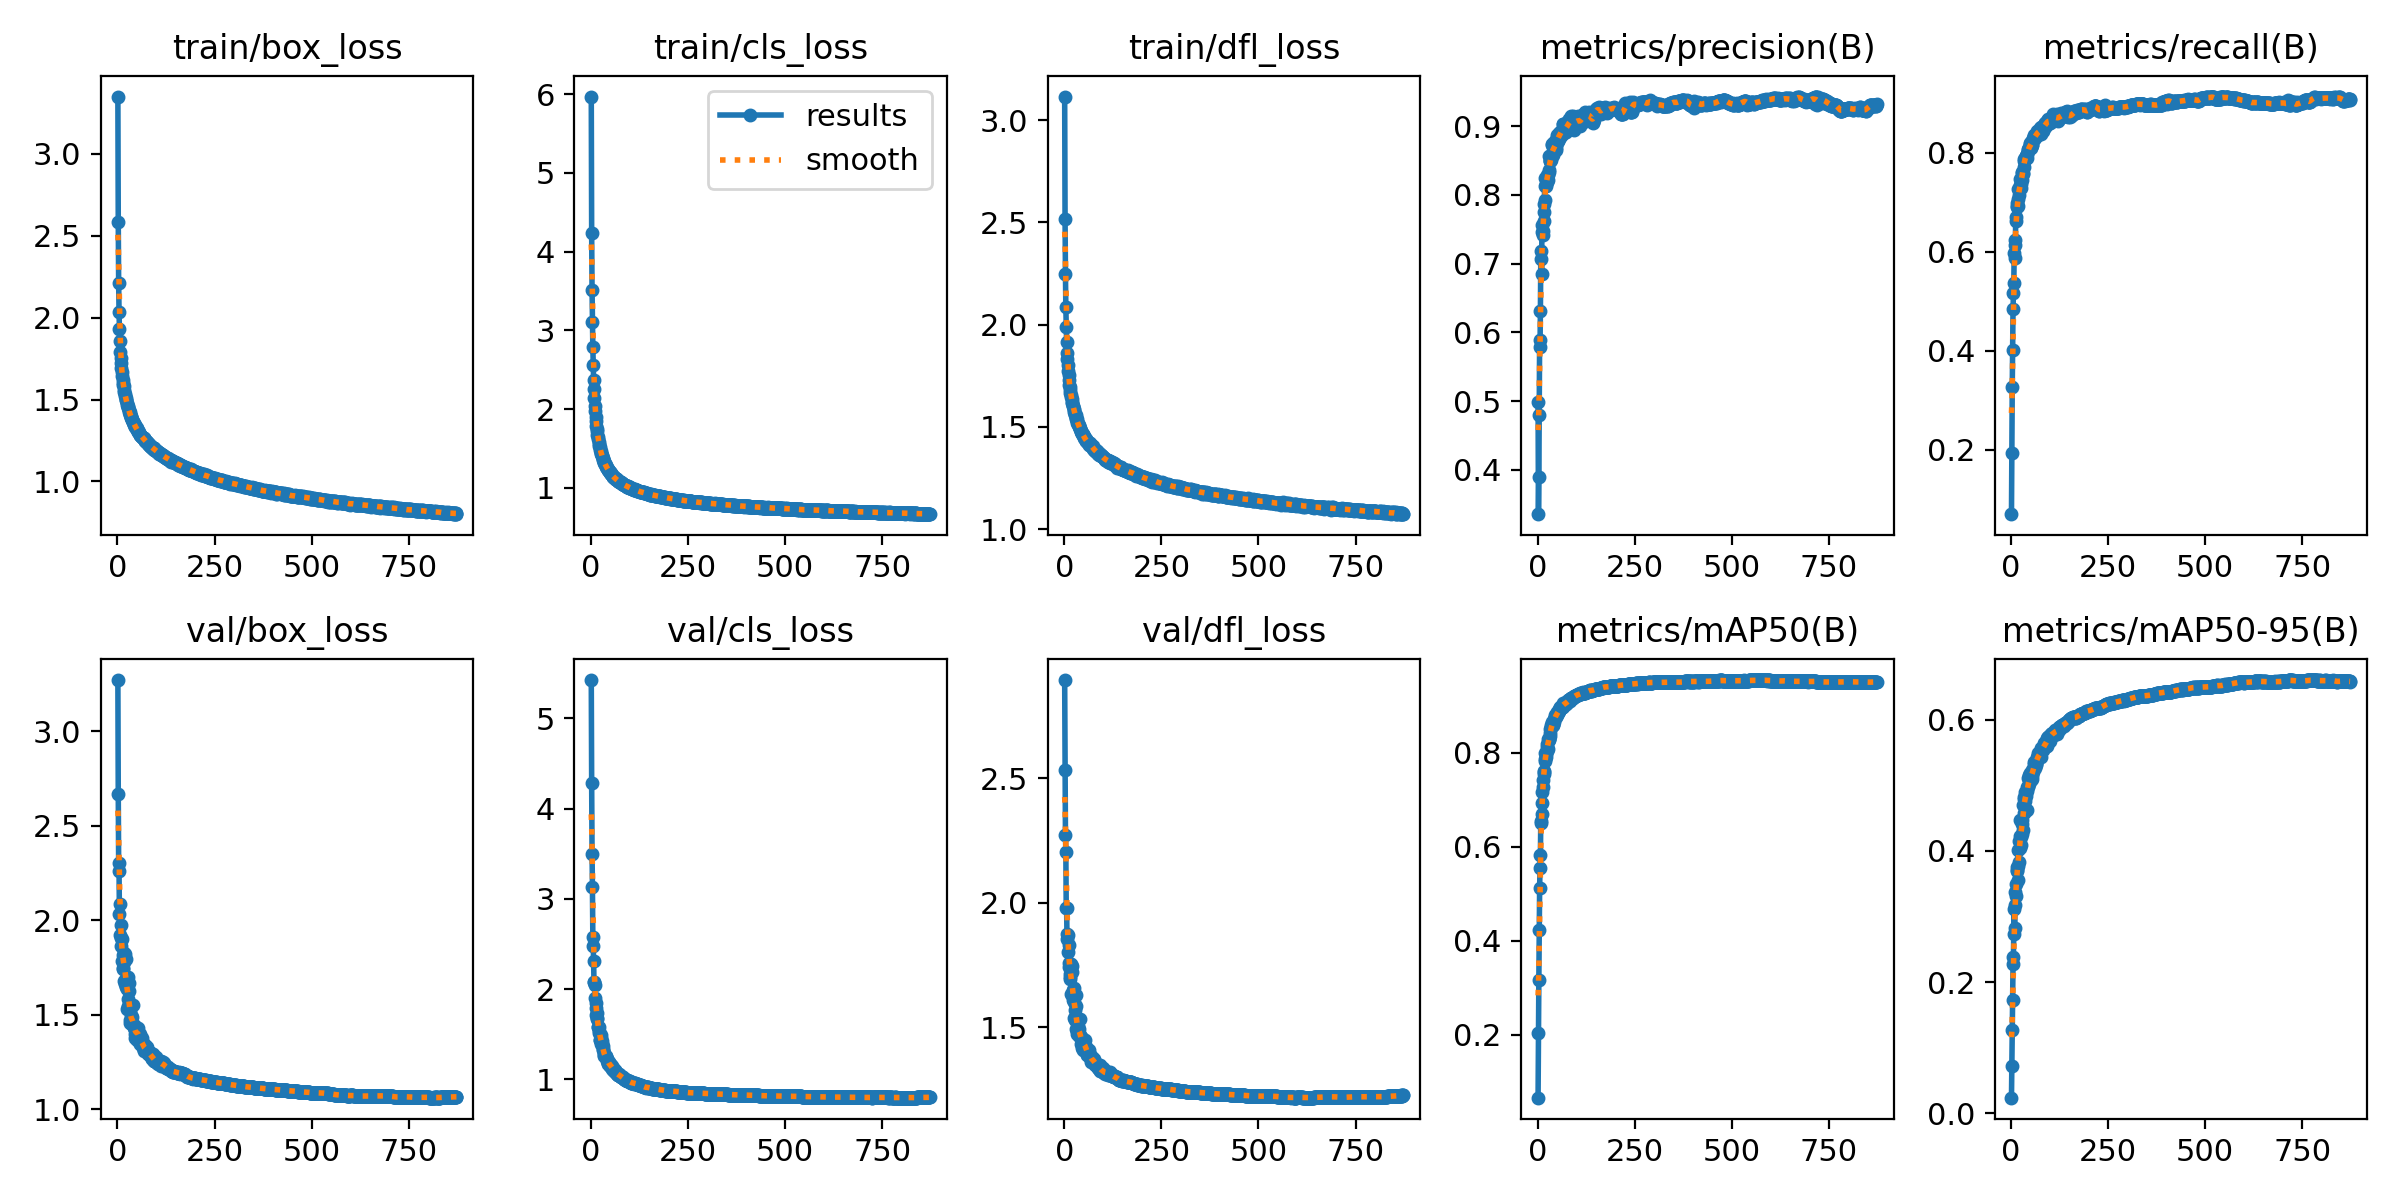 train/box_loss
3.0
2.5
2.0
1.5
1.0
0 250 500 750
train/cls_loss
results
smooth
6
5
4
3
2
1
0 250 500 750
train/dfl_loss
3.0
2.5
2.0
1.5
1.0
0 250 500 750
metrics/precision(B)
0.9
0.8
0.7
0.6
0.5
0.4
0 250 500 750
metrics/recall(B)
0.8
0.6
0.4
0.2
0 250 500 750
val/box_loss
3.0
2.5
2.0
1.5
1.0
0 250 500 750
val/cls_loss
5
4
3
2
1
0 250 500 750
val/dfl_loss
2.5
2.0
1.5
0 250 500 750
metrics/mAP50(B)
0.8
0.6
0.4
0.2
0 250 500 750
metrics/mAP50-95(B)
0.6
0.4
0.2
0.0
0 250 500 750